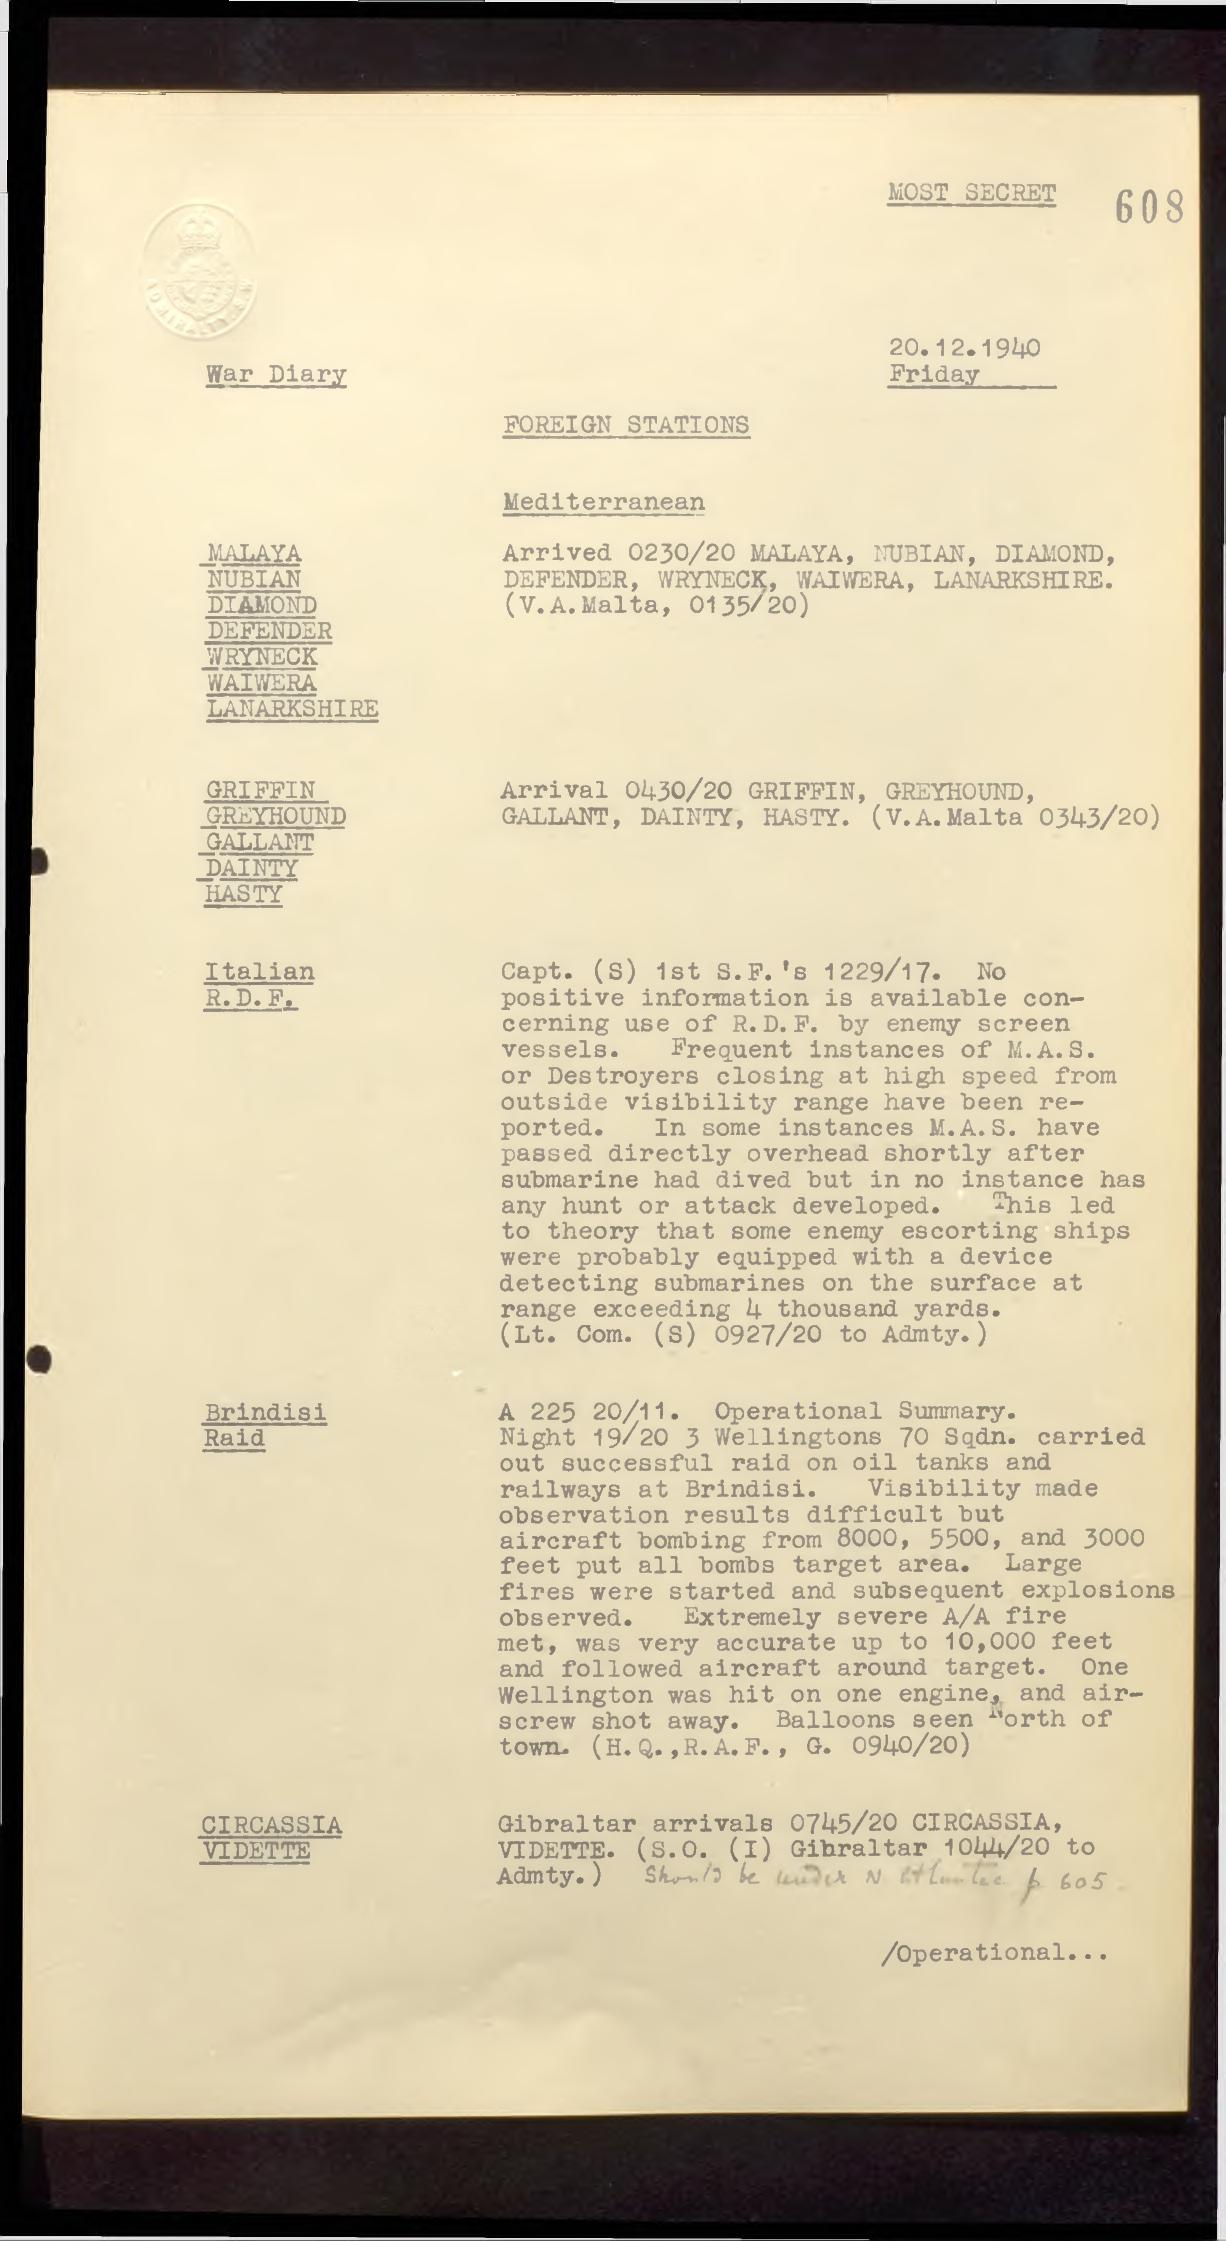 MOST SECRET
608
ADMIRALTY. S.W.
20.12.1940
War Diary
Friday
FOREIGN STATIONS
Mediterranean
MALAYA
NUBIAN
DIAMOND
DEFENDER
WRYNECK
WAIWERA
LANARKSHIRE
Arrived 0230/20 MALAYA, NUBIAN, DIAMOND,
DEFENDER, WRYNECK, WAIWERA, LANARKSHIRE.
(V.A.Malta, 0135/20)
GRIFFIN
GREYHOUND
GALLANT
DAINTY
HASTY
Arrival 0430/20 GRIFFIN, GREYHOUND,
GALLANT, DAINTY, HASTY. (V.A.Malta 0343/20)
Italian
R.D.F.
Capt. (S) 1st S.F.'s 1229/17. No
positive information is available con-
cerning use of R.D.F. by enemy screen
vessels. Frequent instances of M.A.S.
or Destroyers closing at high speed from
outside visibility range have been re-
ported. In some instances M.A.S. have
passed directly overhead shortly after
submarine had dived but in no instance has
any hunt or attack developed. This led
to theory that some enemy escorting ships
were probably equipped with a device
detecting submarines on the surface at
range exceeding 4 thousand yards.
(Lt. Com. (S) 0927/20 to Admty.)
Brindisi
Raid
A 225 20/11. Operational Summary.
Night 19/20 3 Wellingtons 70 Sqdn. carried
out successful raid on oil tanks and
railways at Brindisi. Visibility made
observation results difficult but
aircraft bombing from 8000, 5500, and 3000
feet put all bombs target area. Large
fires were started and subsequent explosions
observed. Extremely severe A/A fire
met, was very accurate up to 10,000 feet
and followed aircraft around target. One
Wellington was hit on one engine, and air-
screw shot away. Balloons seen North of
town. (H.Q.,R.A.F., G. 0940/20)
CIRCASSIA
VIDETTE
Gibraltar arrivals 0745/20 CIRCASSIA,
VIDETTE. (S.O. (I) Gibraltar 1044/20 to
Admty.) Should be under N Atlantic p 605
/Operational...